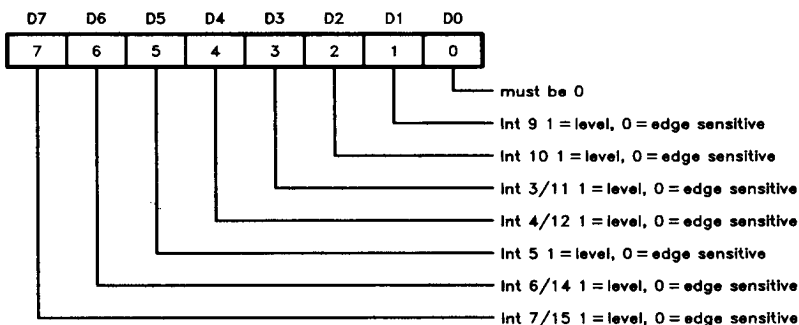 D7 D6 D5 D4 D3 D2 D1 D0
7 6 5 4 3 2 1 0
must be 0
Int 9 1 = level, 0 = edge sensitive
Int 10 1 = level, 0 = edge sensitive
Int 3/11 1 = level, 0 = edge sensitive
Int 4/12 1 = level, 0 = edge sensitive
Int 5 1 = level, 0 = edge sensitive
Int 6/14 1 = level, 0 = edge sensitive
Int 7/15 1 = level, 0 = edge sensitive